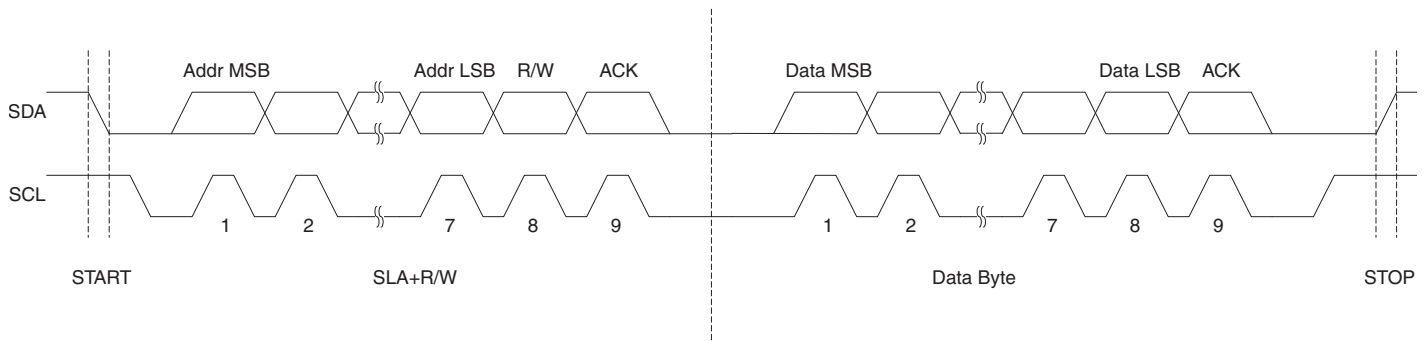 Addr MSB Addr LSB R/W ACK Data MSB Data LSB ACK
SDA
SCL
1 2 7 8 9 1 2 7 8 9
START SLA+R/W Data Byte STOP